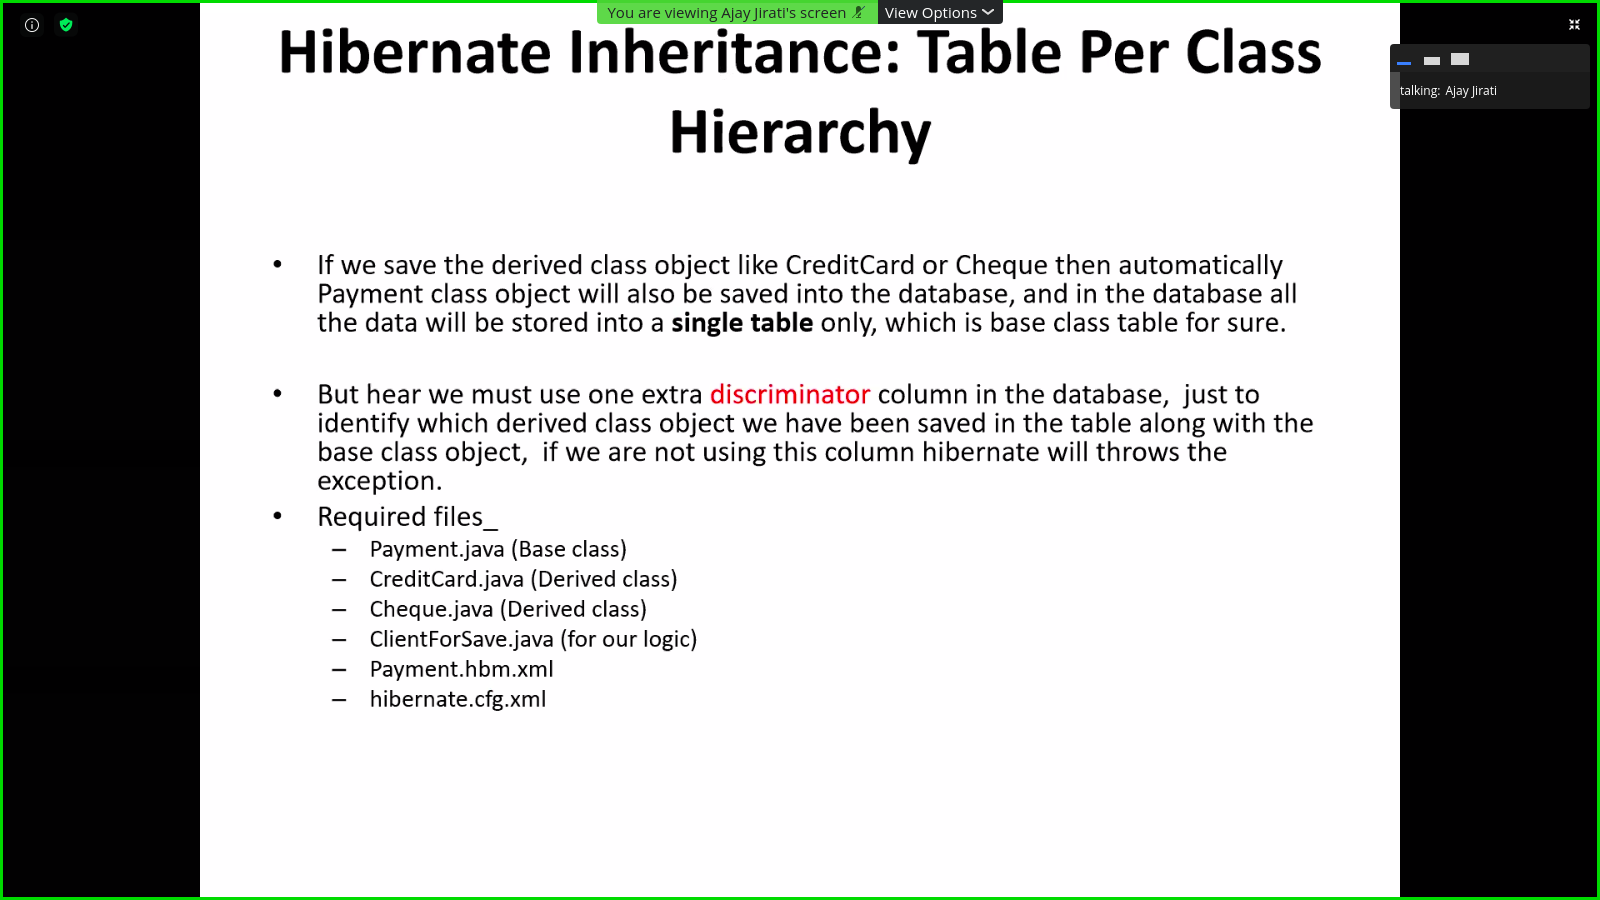 You are viewing Ajay Jirati's screen View Options
Hibernate Inheritance: Table Per Class
Hierarchy
talking: Ajay Jirati
• If we save the derived class object like CreditCard or Cheque then automatically
Payment class object will also be saved into the database, and in the database all
the data will be stored into a single table only, which is base class table for sure.
• But hear we must use one extra discriminator column in the database,  just to
identify which derived class object we have been saved in the table along with the
base class object,  if we are not using this column hibernate will throws the
exception.
• Required files_
– Payment.java (Base class)
– CreditCard.java (Derived class)
– Cheque.java (Derived class)
– ClientForSave.java (for our logic)
– Payment.hbm.xml
– hibernate.cfg.xml